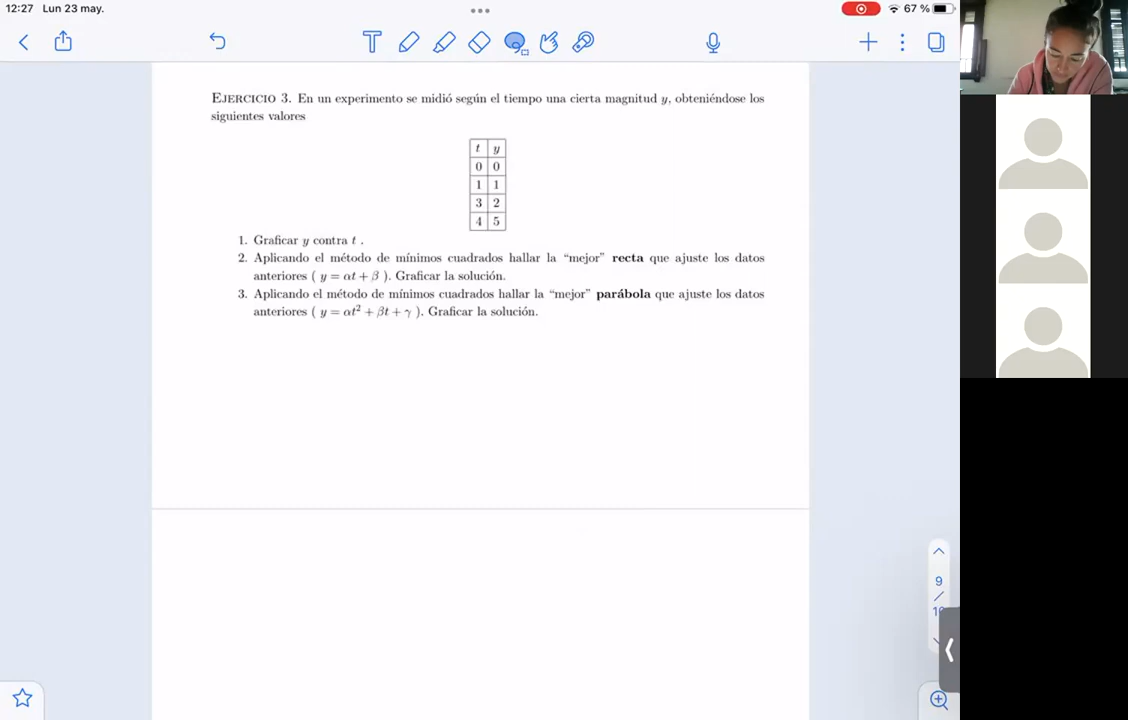 12:27 Lun 23 may.
67 %
EJERCICIO 3. En un experimento se midió según el tiempo una cierta magnitud y, obteniéndose los
siguientes valores
t y
0 0
1 1
3 2
4 5
1. Graficar y contra t .
2. Aplicando el método de mínimos cuadrados hallar la “mejor” recta que ajuste los datos
anteriores ( y = αt + β ). Graficar la solución.
3. Aplicando el método de mínimos cuadrados hallar la “mejor” parábola que ajuste los datos
anteriores ( y = αt² + βt + γ ). Graficar la solución.
9
/